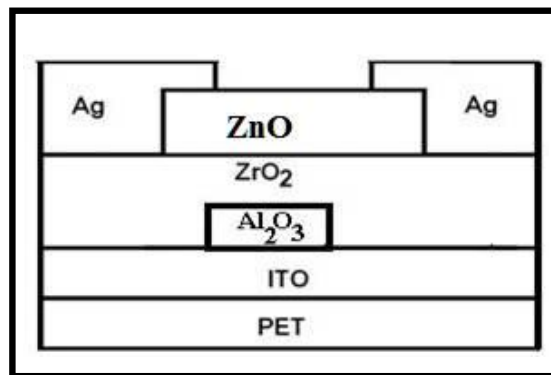 Ag
Ag
ZnO
ZrO₂
Al₂O₃
ITO
PET